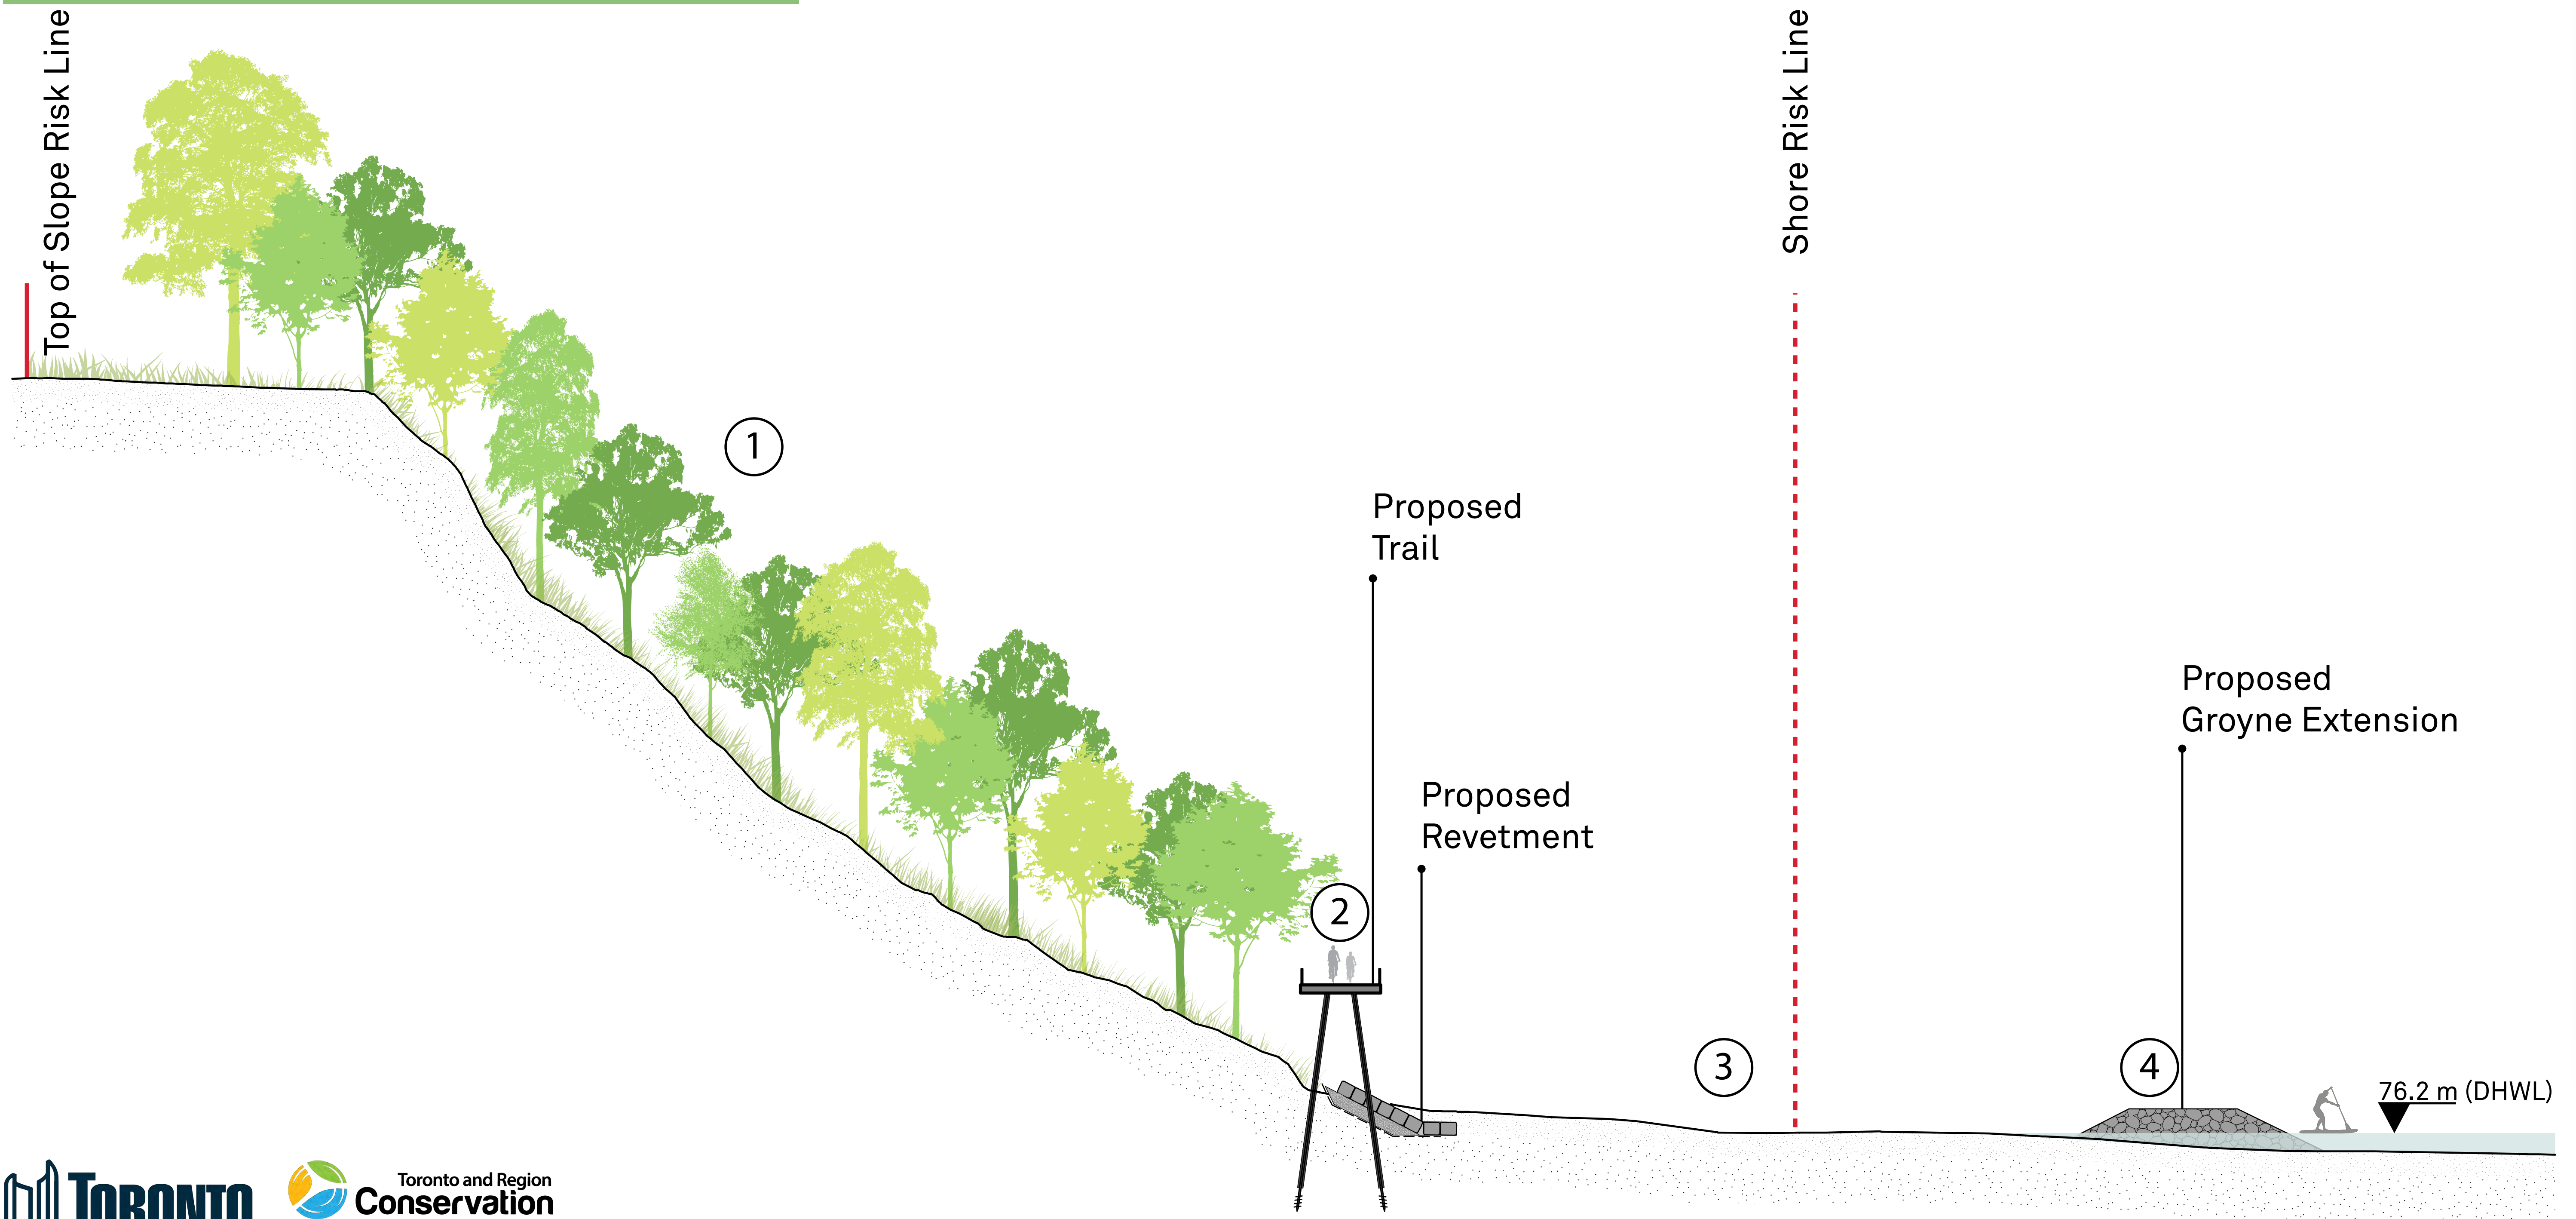 Top of Slope Risk Line
Shore Risk Line
1
Proposed
Trail
Proposed
Groyne Extension
Proposed
Revetment
2
3
4
76.2 m (DHWL)
TORONTO
Toronto and Region
Conservation